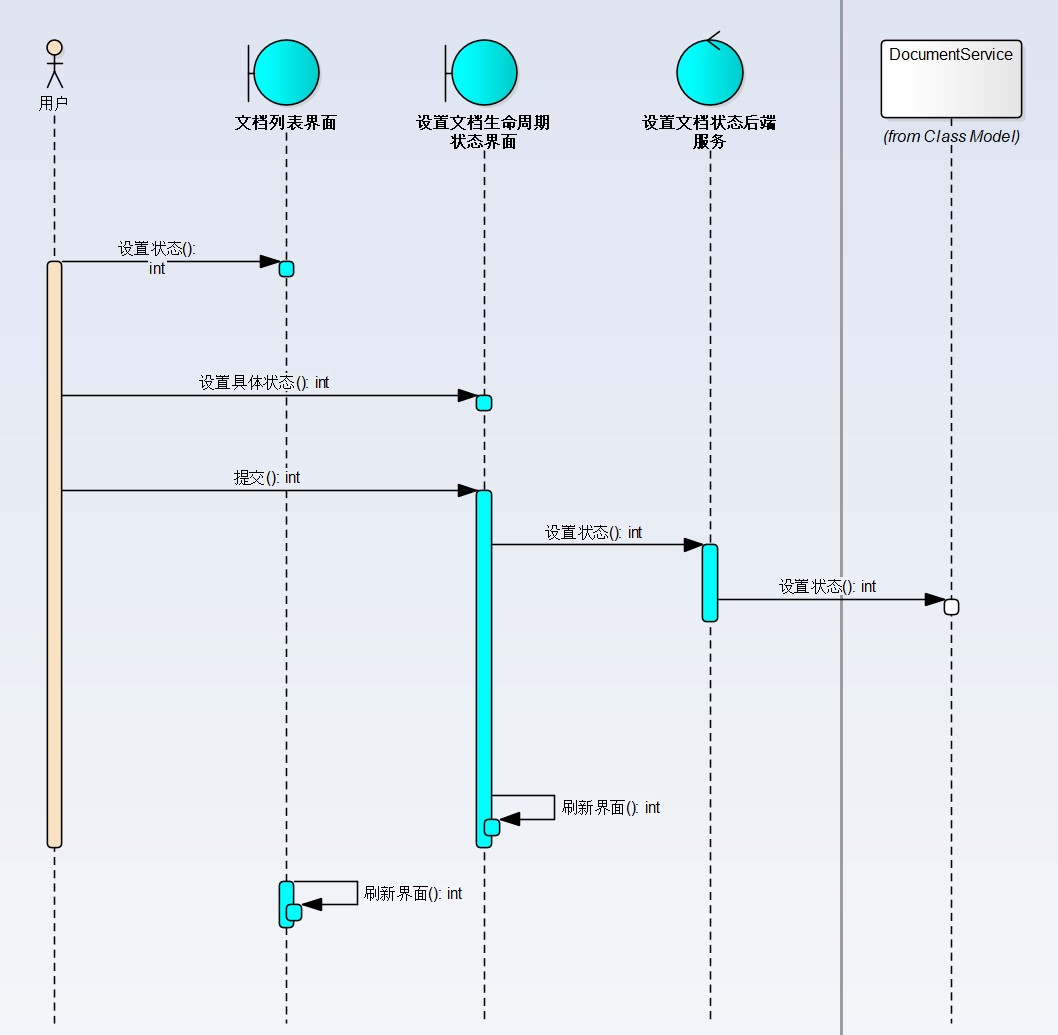 用户
文档列表界面
设置文档生命周期
状态界面
设置文档状态后端
服务
DocumentService
(from Class Model)
设置状态():
int
设置具体状态(): int
提交(): int
设置状态(): int
设置状态(): int
刷新界面(): int
刷新界面(): int